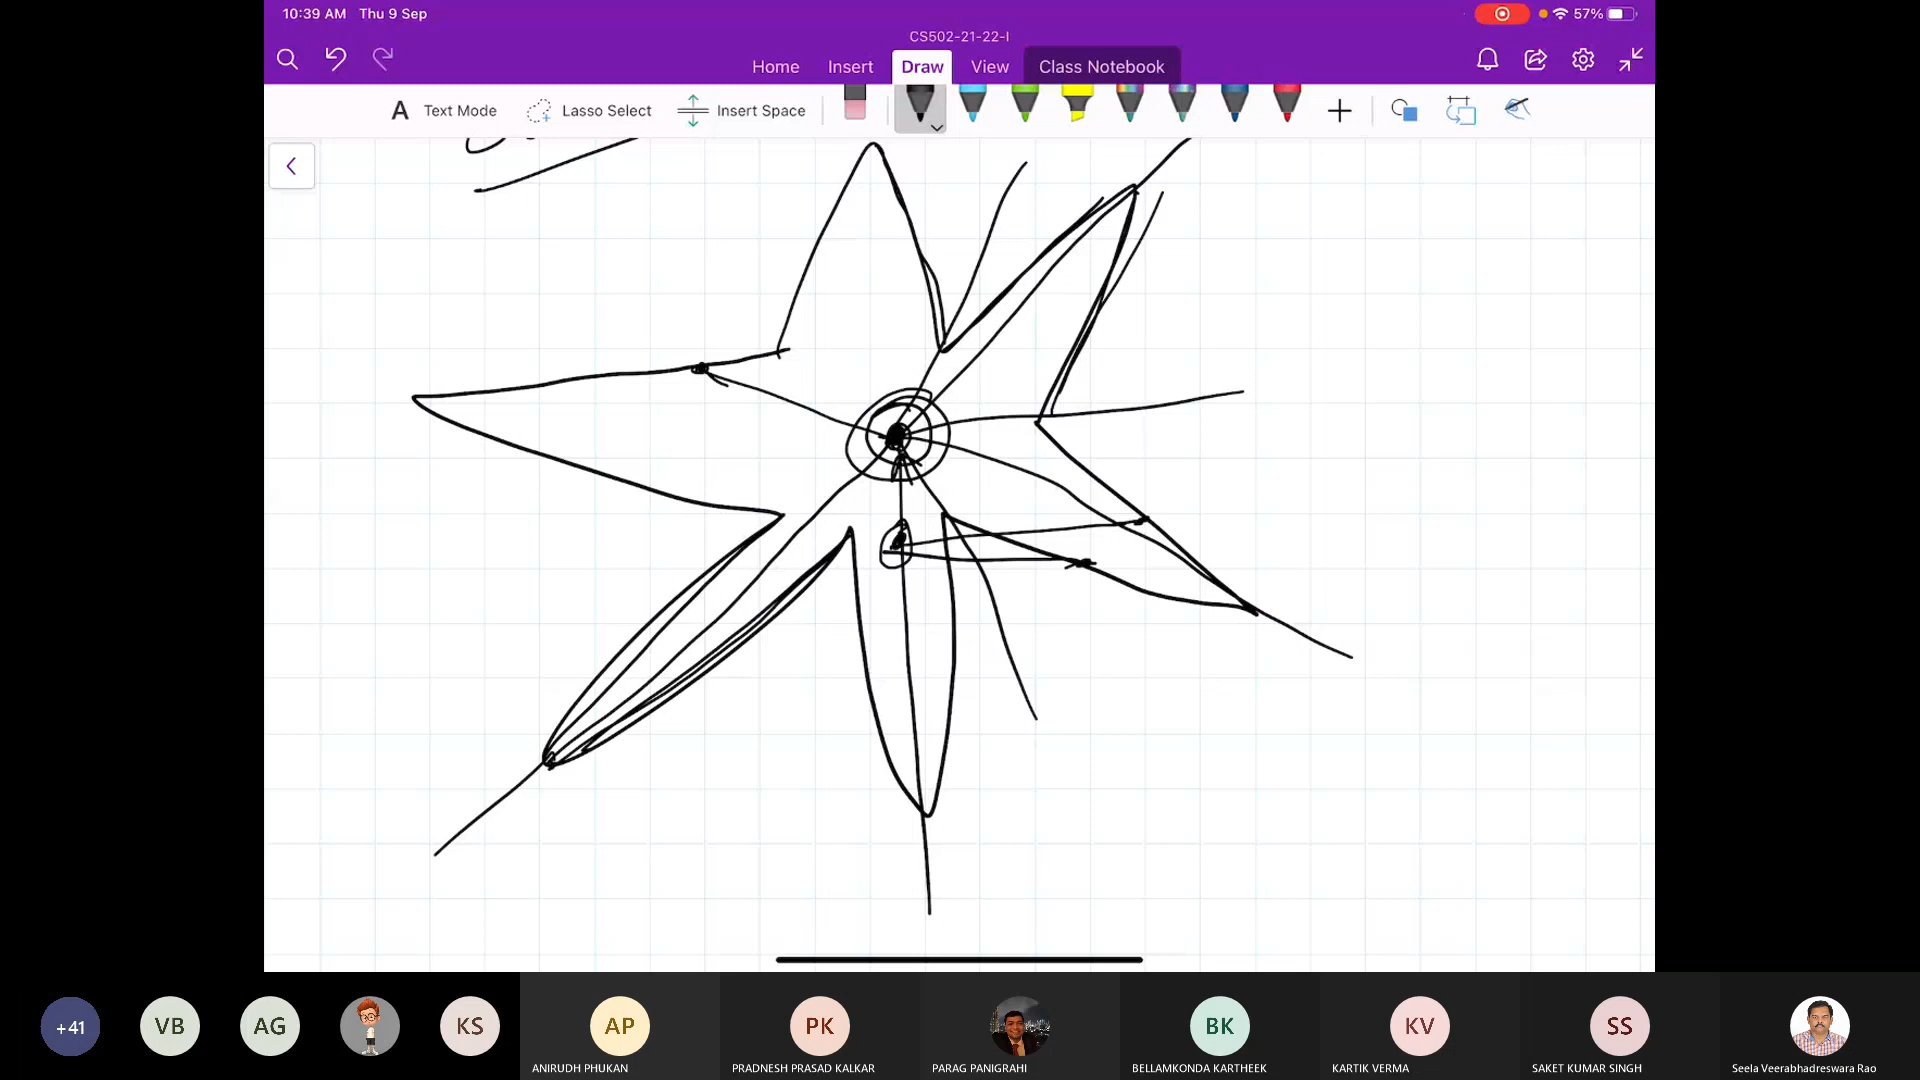 10:39 AM Thu 9 Sep
57%
CS502-21-22-I
Home Insert Draw View Class Notebook
A Text Mode Lasso Select Insert Space
+41 VB AG KS AP PK BK KV SS
ANIRUDH PHUKAN PRADNESH PRASAD KALKAR PARAG PANIGRAHI BELLAMKONDA KARTHEEK KARTIK VERMA SAKET KUMAR SINGH Seela Veerabhadreswara Rao